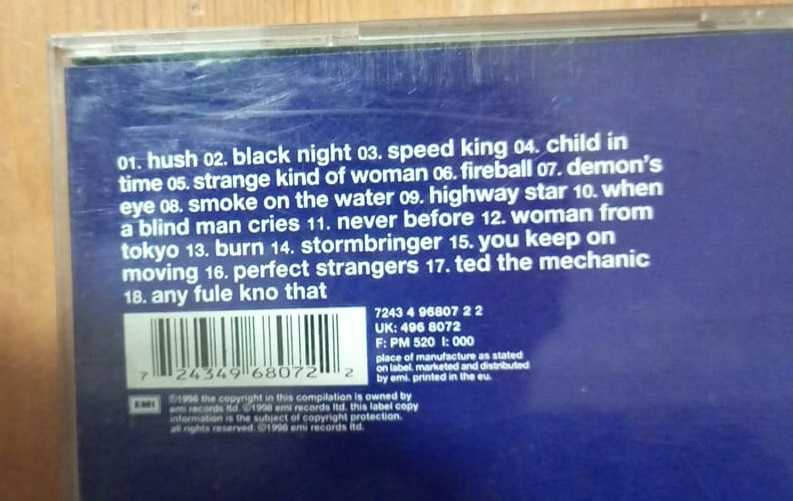 01. hush 02. black night 03. speed king 04. child in
time 05. strange kind of woman 06. fireball 07. demon's
eye 08. smoke on the water 09. highway star 10. when
a blind man cries 11. never before 12. woman from
tokyo 13. burn 14. stormbringer 15. you keep on
moving 16. perfect strangers 17. ted the mechanic
18. any fule kno that
7243 4 96807 2 2
UK: 496 8072
F: PM 520 I: 000
place of manufacture as stated
on label. marketed and distributed
by emi. printed in the eu.
7 24349 68072 2
EMI
℗1998 the copyright in this compilation is owned by
emi records ltd. ©1998 emi records ltd. this label copy
information is the subject of copyright protection.
all rights reserved. ©1998 emi records ltd.